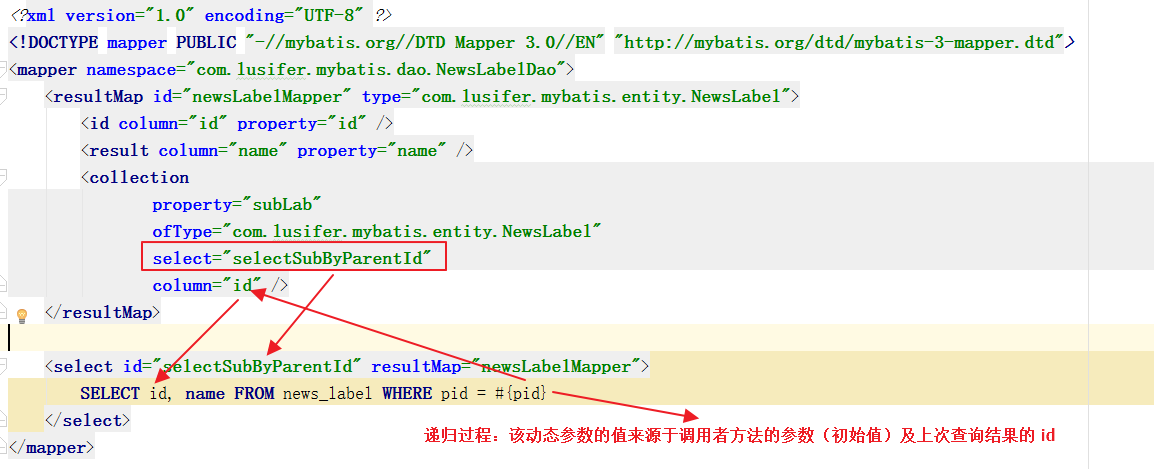 <?xml version="1.0" encoding="UTF-8" ?>
<!DOCTYPE mapper PUBLIC "-//mybatis.org//DTD Mapper 3.0//EN" "http://mybatis.org/dtd/mybatis-3-mapper.dtd">
<mapper namespace="com.lusifer.mybatis.dao.NewsLabelDao">
    <resultMap id="newsLabelMapper" type="com.lusifer.mybatis.entity.NewsLabel">
        <id column="id" property="id" />
        <result column="name" property="name" />
        <collection
                property="subLab"
                ofType="com.lusifer.mybatis.entity.NewsLabel"
                select="selectSubByParentId"
                column="id" />
    </resultMap>
    <select id="selectSubByParentId" resultMap="newsLabelMapper">
        SELECT id, name FROM news_label WHERE pid = #{pid}
    </select>
递归过程：该动态参数的值来源于调用者方法的参数（初始值）及上次查询结果的 id
</mapper>